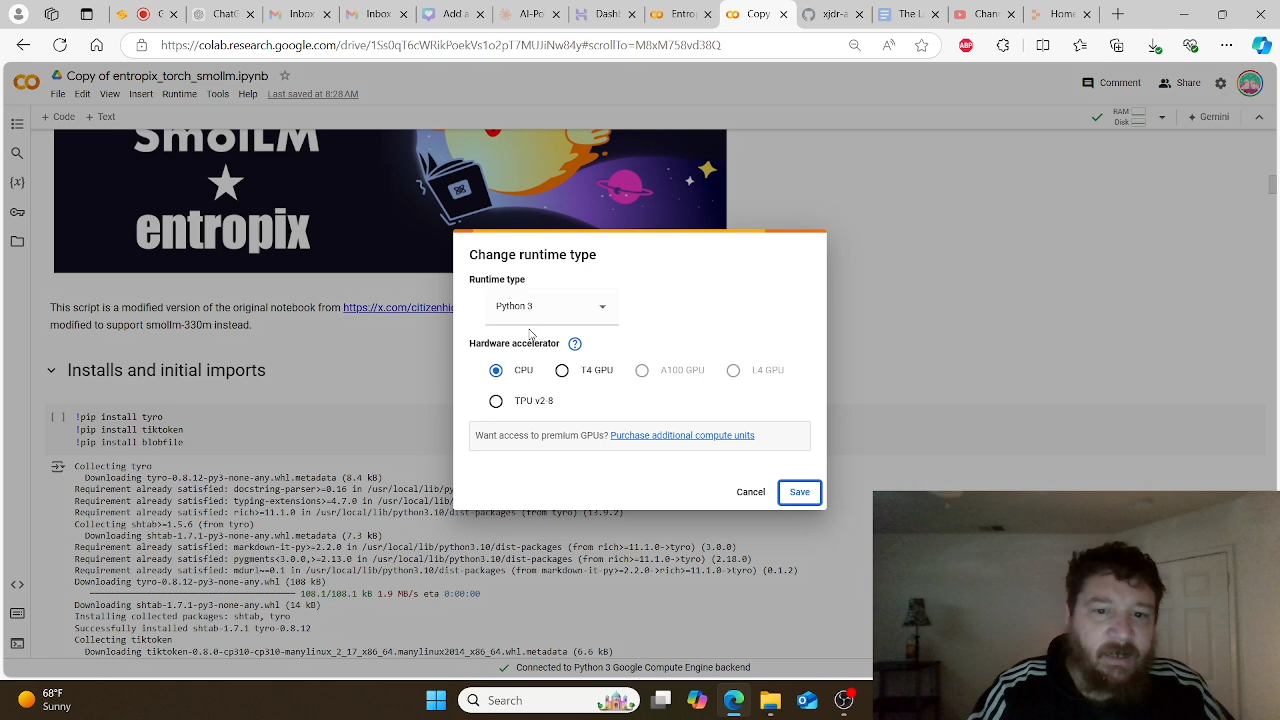 Inbox
Inbox
Adapt a
Perspe
Entro
Copy
xjdr-a
Docu
Chan
Home
https://colab.research.google.com/drive/1Ss0qT6cWRikPoekVs1o2pT7MUJiNw84y#scrollTo=M8xM758vd38Q
Copy of entropix_torch_smollm.ipynb
File Edit View Insert Runtime Tools Help Last saved at 8:28 AM
Comment Share
+ Code + Text
RAM
Disk
Gemini
SmolLM
entropix
This script is a modified version of the original notebook from https://x.com/citizenhi
modified to support smollm-330m instead.
Installs and initial imports
[ ] !pip install tyro
!pip install tiktoken
!pip install blobfile
Collecting tyro
Downloading tyro-0.8.12-py3-none-any.whl.metadata (8.4 kB)
Requirement already satisfied: docstring-parser>=0.16 in /usr/local/lib/py
Requirement already satisfied: typing-extensions>=4.7.0 in /usr/local/lib/
Requirement already satisfied: rich>=11.1.0 in /usr/local/lib/python3.10/dist-packages (from tyro) (13.9.2)
Collecting shtab>=1.5.6 (from tyro)
Downloading shtab-1.7.1-py3-none-any.whl.metadata (7.3 kB)
Requirement already satisfied: markdown-it-py>=2.2.0 in /usr/local/lib/python3.10/dist-packages (from rich>=11.1.0->tyro) (3.0.0)
Requirement already satisfied: pygments<3.0.0,>=2.13.0 in /usr/local/lib/python3.10/dist-packages (from rich>=11.1.0->tyro) (2.18.0)
Requirement already satisfied: mdurl~=0.1 in /usr/local/lib/python3.10/dist-packages (from markdown-it-py>=2.2.0->rich>=11.1.0->tyro) (0.1.2)
Downloading tyro-0.8.12-py3-none-any.whl (108 kB)
108.1/108.1 kB 1.9 MB/s eta 0:00:00
Downloading shtab-1.7.1-py3-none-any.whl (14 kB)
Installing collected packages: shtab, tyro
Successfully installed shtab-1.7.1 tyro-0.8.12
Collecting tiktoken
Downloading tiktoken-0.8.0-cp310-cp310-manylinux_2_17_x86_64.manylinux2014_x86_64.whl.metadata (6.6 kB)
Change runtime type
Runtime type
Python 3
Hardware accelerator
CPU T4 GPU A100 GPU L4 GPU
TPU v2-8
Want access to premium GPUs? Purchase additional compute units
Cancel Save
Connected to Python 3 Google Compute Engine backend
68°F
Sunny
Search